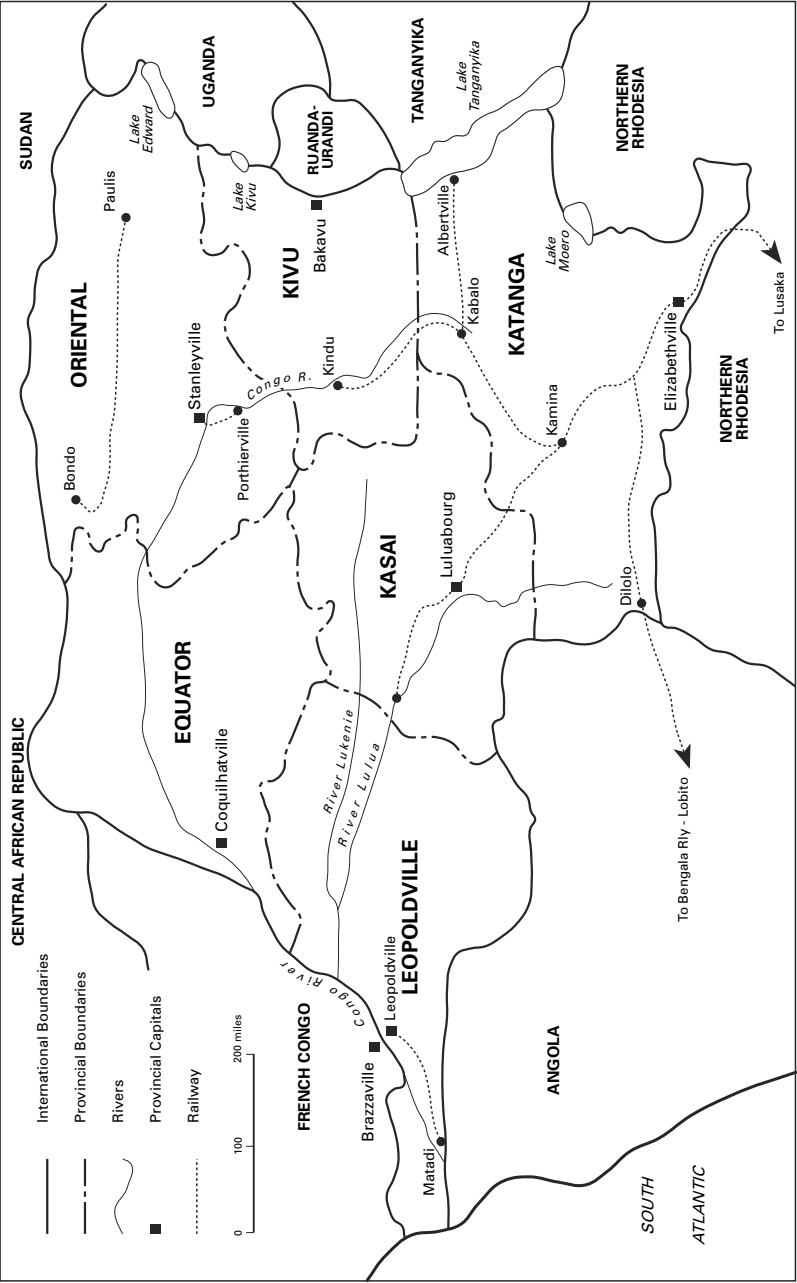 CENTRAL AFRICAN REPUBLIC
SUDAN
International Boundaries
Provincial Boundaries
Rivers
Provincial Capitals
Railway
0
100
200 miles
Bondo
Paulis
ORIENTAL
Lake
Edward
UGANDA
EQUATOR
Coquilhatville
Stanleyville
Porthierville
Congo R.
Lake
Kivu
KIVU
Bakavu
RUANDA-
URANDI
Kindu
FRENCH CONGO
Congo River
River Lukenie
River Lulua
KASAI
Brazzaville
Leopoldville
LEOPOLDVILLE
Matadi
Luluabourg
Kabalo
Albertville
TANGANYIKA
Lake
Tanganyika
KATANGA
Kamina
Lake
Moero
NORTHERN
RHODESIA
ANGOLA
Dilolo
Elizabethville
SOUTH
ATLANTIC
To Bengala Rly - Lobito
NORTHERN
RHODESIA
To Lusaka